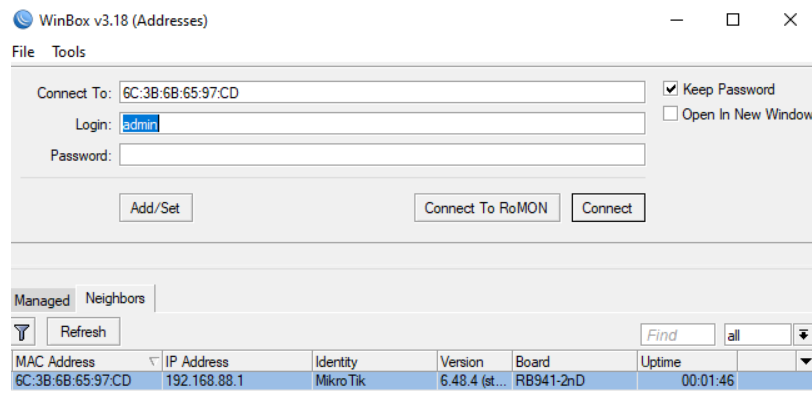 WinBox v3.18 (Addresses)
File Tools
Connect To: 6C:3B:6B:65:97:CD
Keep Password
Login: admin
Open In New Window
Password:
Add/Set Connect To RoMON Connect
Managed Neighbors
Refresh Find all
MAC Address IP Address Identity Version Board Uptime
6C:3B:6B:65:97:CD 192.168.88.1 MikroTik 6.48.4 (st... RB941-2nD 00:01:46